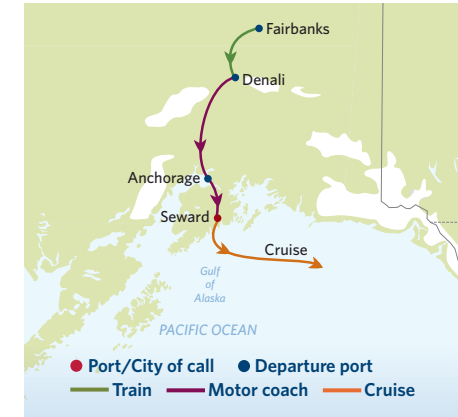 Fairbanks
Denali
Anchorage
Seward
Cruise
Gulf
of
Alaska
PACIFIC OCEAN
Port/City of call Departure port
Train Motor coach Cruise